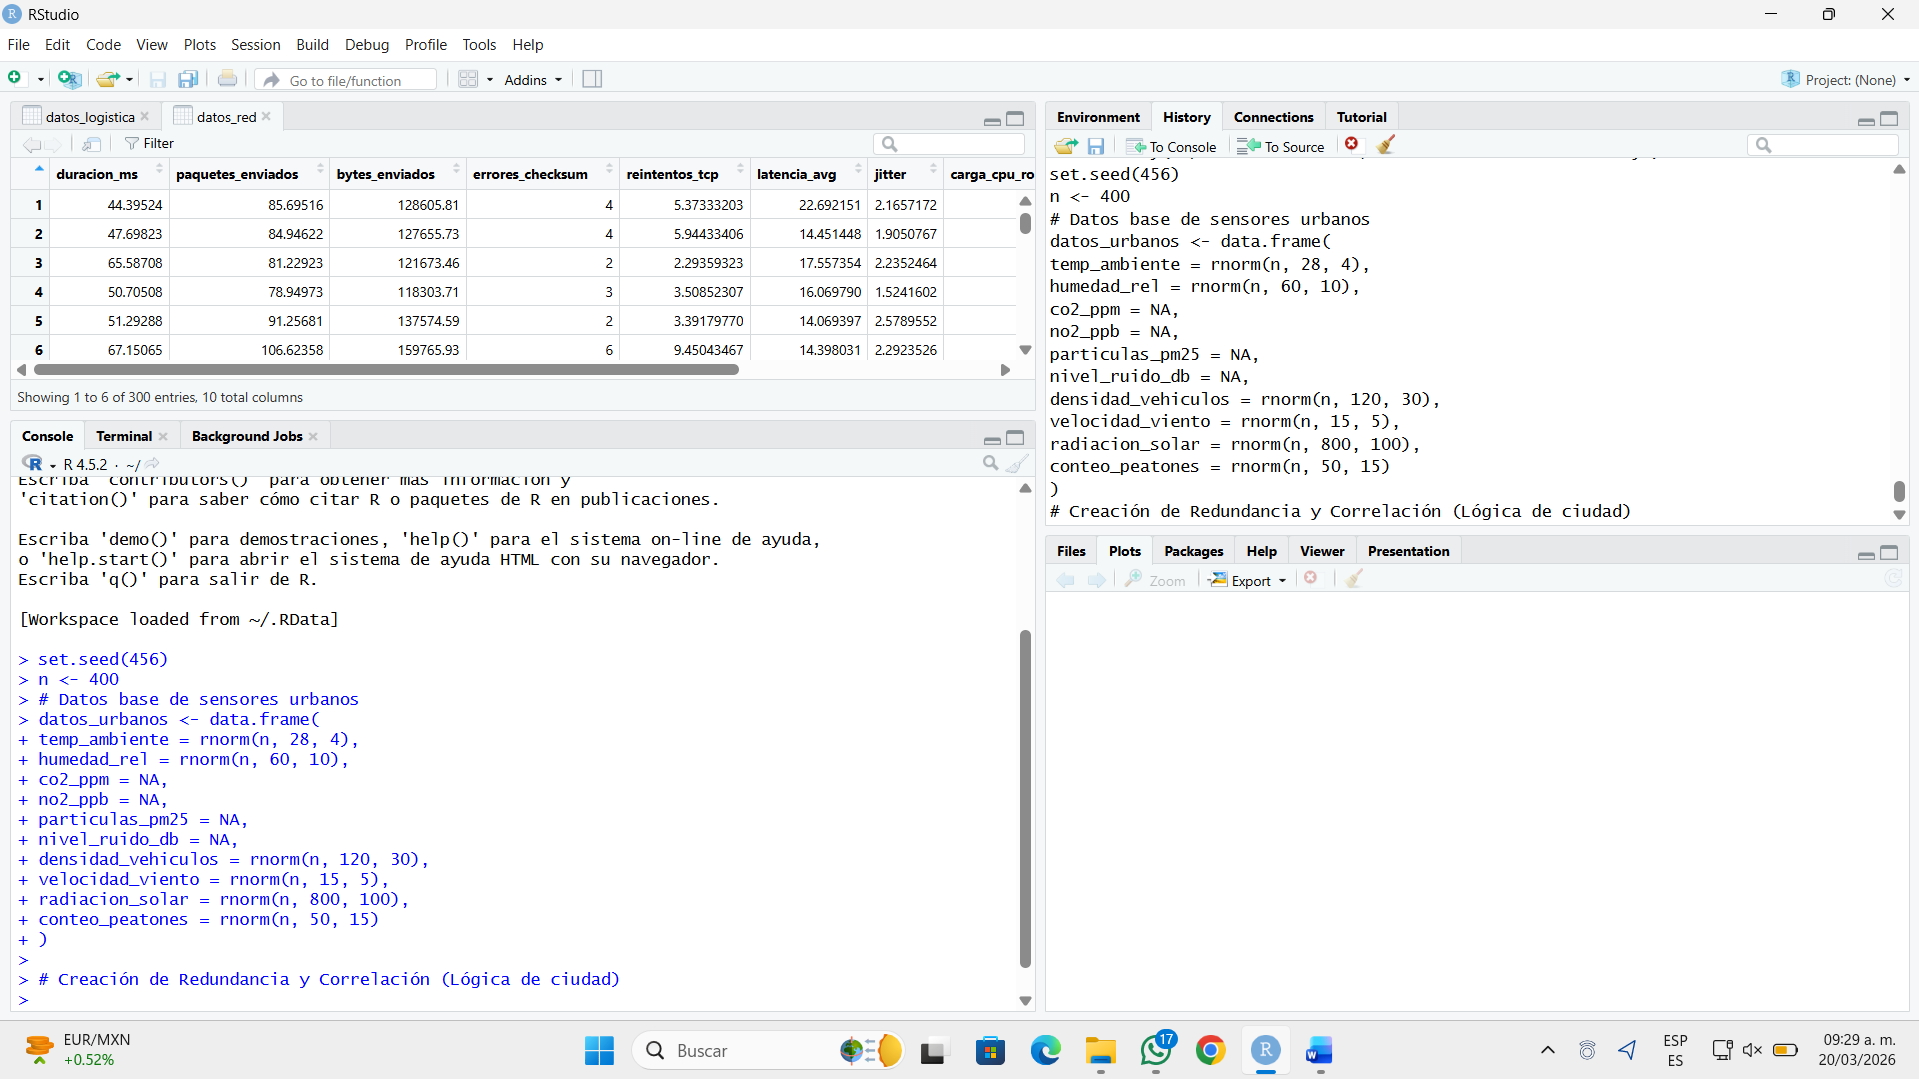 RStudio
File Edit Code View Plots Session Build Debug Profile Tools Help
Go to file/function Addins Project: (None)
datos_logistica datos_red
Filter
duracion_ms paquetes_enviados bytes_enviados errores_checksum reintentos_tcp latencia_avg jitter carga_cpu_ro
1 44.39524 85.69516 128605.81 4 5.37333203 22.692151 2.1657172
2 47.69823 84.94622 127655.73 4 5.94433406 14.451448 1.9050767
3 65.58708 81.22923 121673.46 2 2.29359323 17.557354 2.2352464
4 50.70508 78.94973 118303.71 3 3.50852307 16.069790 1.5241602
5 51.29288 91.25681 137574.59 2 3.39179770 14.069397 2.5789552
6 67.15065 106.62358 159765.93 6 9.45043467 14.398031 2.2923526
Showing 1 to 6 of 300 entries, 10 total columns
Console Terminal Background Jobs
R 4.5.2 · ~/
Escriba 'contributors()' para obtener más información y
'citation()' para saber cómo citar R o paquetes de R en publicaciones.
Escriba 'demo()' para demostraciones, 'help()' para el sistema on-line de ayuda,
o 'help.start()' para abrir el sistema de ayuda HTML con su navegador.
Escriba 'q()' para salir de R.
[Workspace loaded from ~/.RData]
> set.seed(456)
> n <- 400
> # Datos base de sensores urbanos
> datos_urbanos <- data.frame(
+ temp_ambiente = rnorm(n, 28, 4),
+ humedad_rel = rnorm(n, 60, 10),
+ co2_ppm = NA,
+ no2_ppb = NA,
+ particulas_pm25 = NA,
+ nivel_ruido_db = NA,
+ densidad_vehiculos = rnorm(n, 120, 30),
+ velocidad_viento = rnorm(n, 15, 5),
+ radiacion_solar = rnorm(n, 800, 100),
+ conteo_peatones = rnorm(n, 50, 15)
+ )
>
> # Creación de Redundancia y Correlación (Lógica de ciudad)
>
Environment History Connections Tutorial
To Console To Source
set.seed(456)
n <- 400
# Datos base de sensores urbanos
datos_urbanos <- data.frame(
temp_ambiente = rnorm(n, 28, 4),
humedad_rel = rnorm(n, 60, 10),
co2_ppm = NA,
no2_ppb = NA,
particulas_pm25 = NA,
nivel_ruido_db = NA,
densidad_vehiculos = rnorm(n, 120, 30),
velocidad_viento = rnorm(n, 15, 5),
radiacion_solar = rnorm(n, 800, 100),
conteo_peatones = rnorm(n, 50, 15)
)
# Creación de Redundancia y Correlación (Lógica de ciudad)
Files Plots Packages Help Viewer Presentation
Zoom Export
EUR/MXN
+0.52%
Buscar
17
ESP
ES
09:29 a. m.
20/03/2026